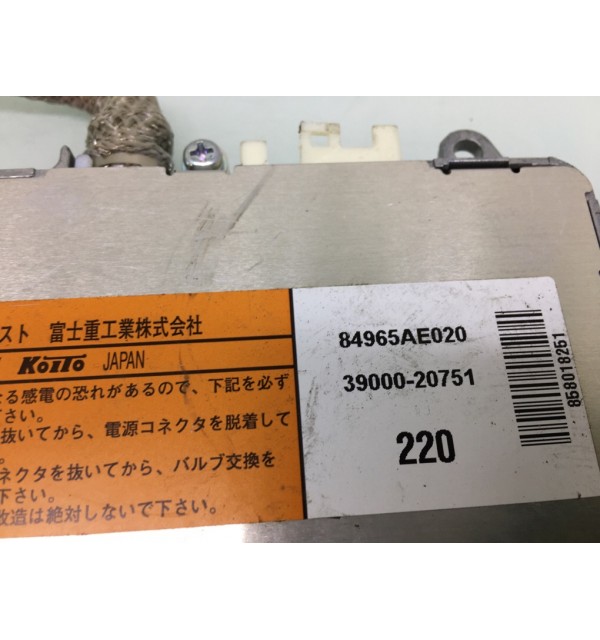 スト 富士重工業株式会社
KOITO JAPAN
る感電の恐れがあるので、下記を必ず
さい。
抜いてから、電源コネクタを脱着して
ネクタを抜いてから、バルブ交換を
下さい。
改造は絶対しないで下さい。
84965AE020
39000-20751
220
858018261